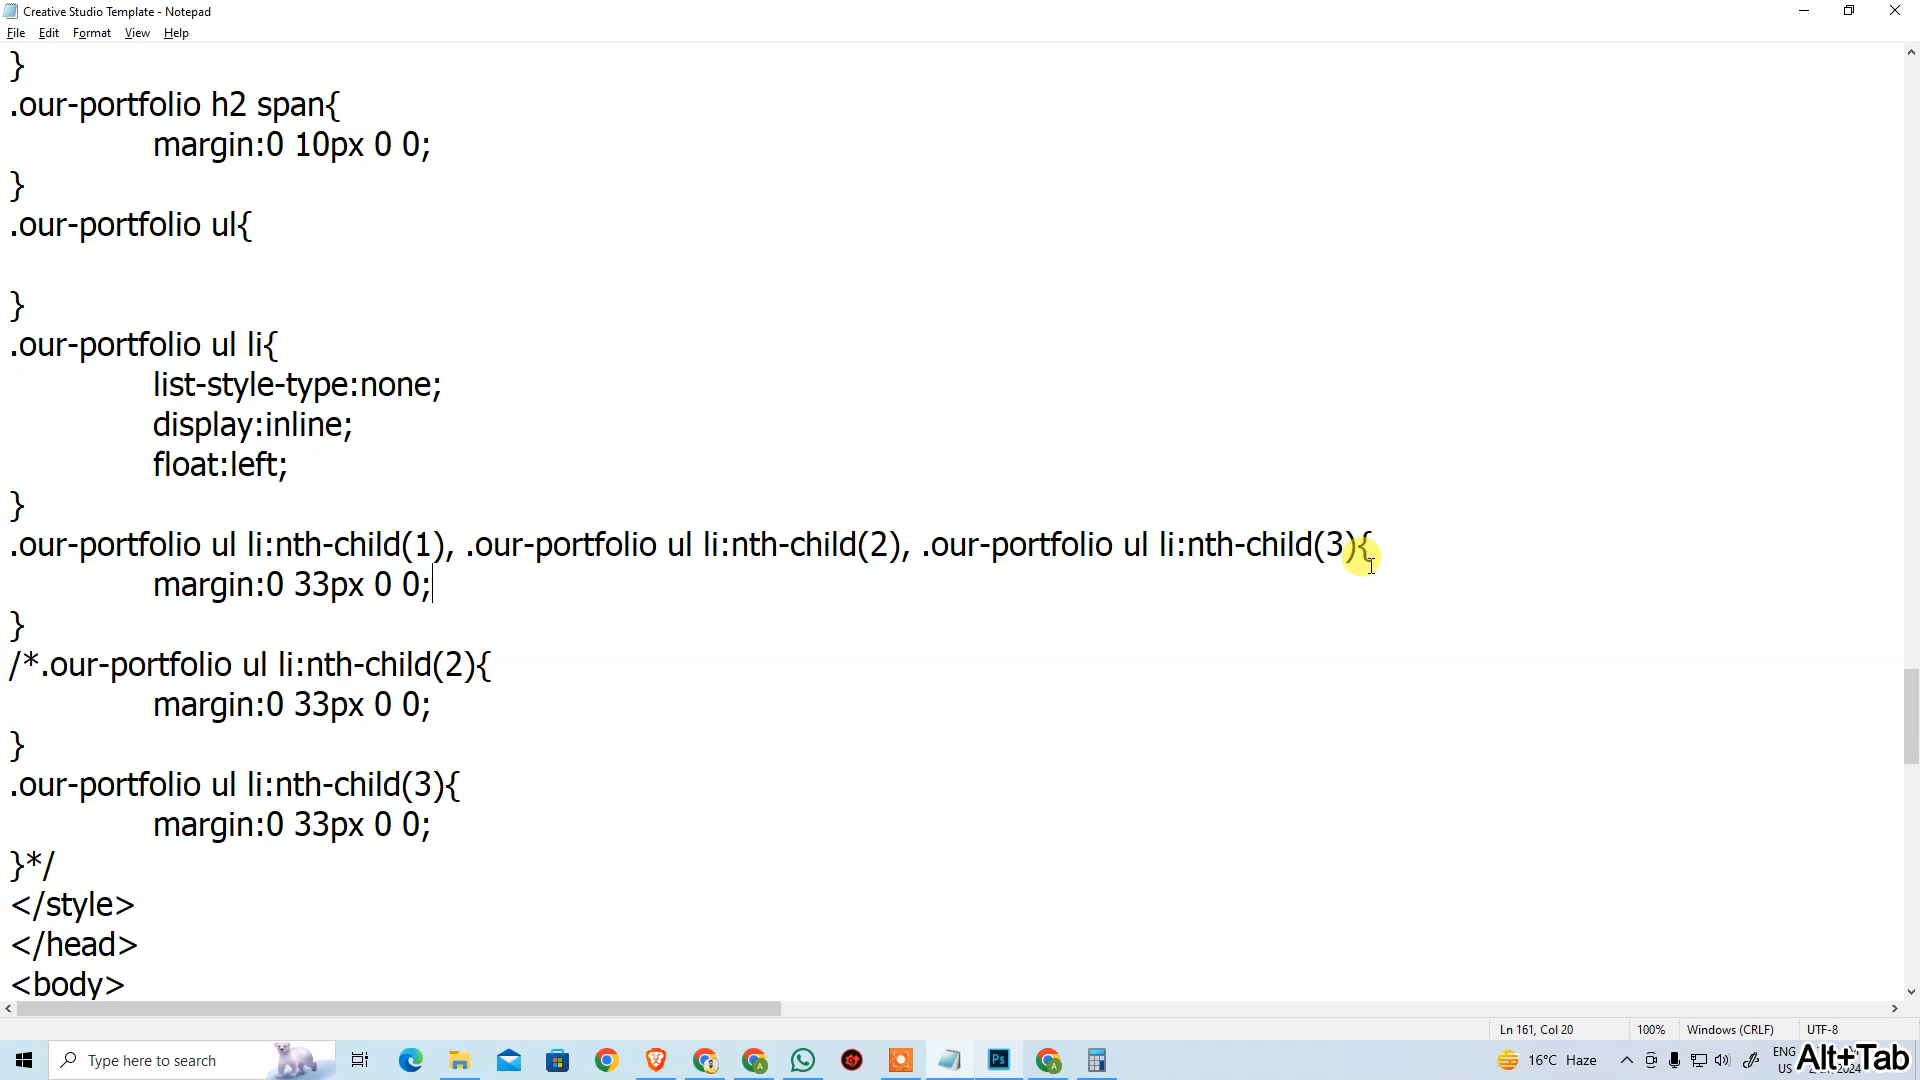 Creative Studio Template - Notepad
File Edit Format View Help
}
.our-portfolio h2 span{
margin:0 10px 0 0;
}
.our-portfolio ul{
}
.our-portfolio ul li{
list-style-type:none;
display:inline;
float:left;
}
.our-portfolio ul li:nth-child(1), .our-portfolio ul li:nth-child(2), .our-portfolio ul li:nth-child(3){
margin:0 33px 0 0;
}
/*.our-portfolio ul li:nth-child(2){
margin:0 33px 0 0;
}
.our-portfolio ul li:nth-child(3){
margin:0 33px 0 0;
}*/
</style>
</head>
<body>
Ln 161, Col 20 100% Windows (CRLF) UTF-8
Type here to search
Ps
16°C Haze
ENG
US
Alt+Tab